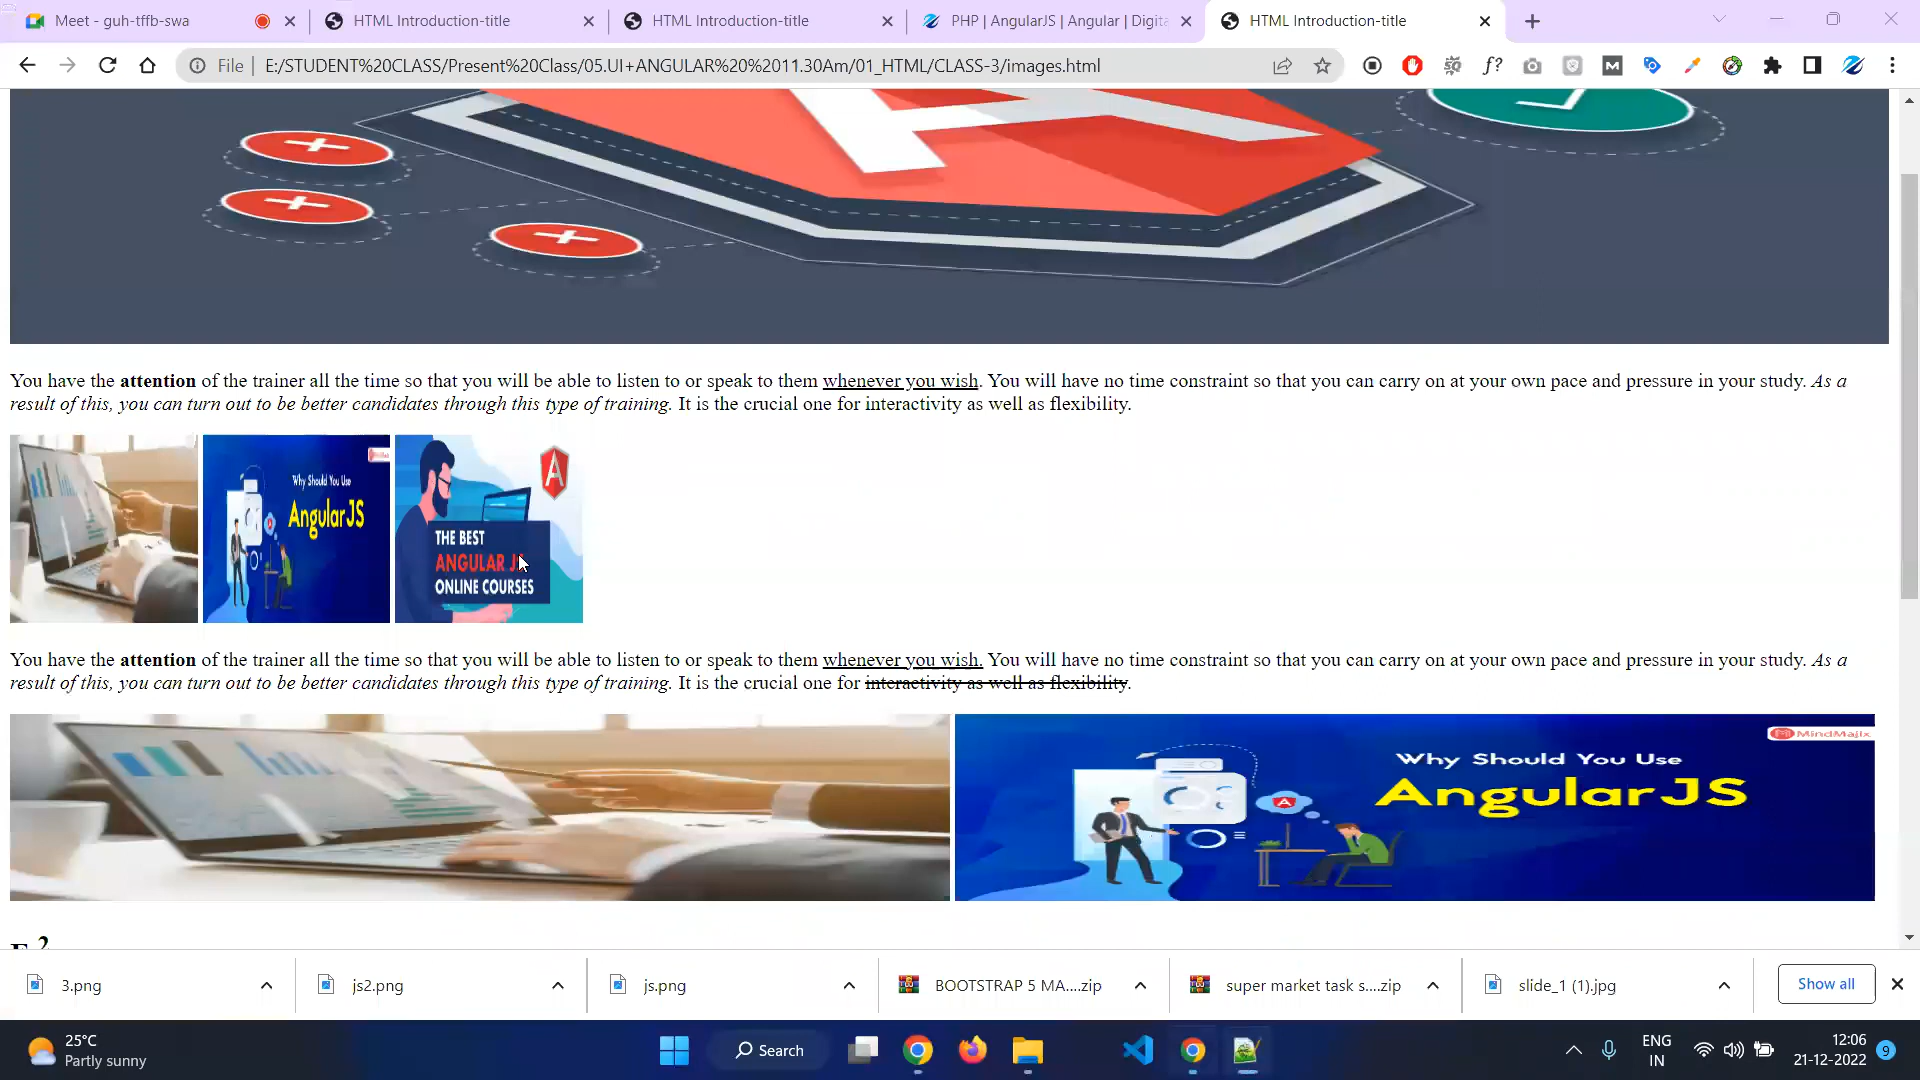 Meet - guh-tffb-swa
HTML Introduction-title
HTML Introduction-title
PHP | AngularJS | Angular | Digita
HTML Introduction-title
File | E:/STUDENT%20CLASS/Present%20Class/05.UI+ANGULAR%20%2011.30Am/01_HTML/CLASS-3/images.html
You have the attention of the trainer all the time so that you will be able to listen to or speak to them whenever you wish. You will have no time constraint so that you can carry on at your own pace and pressure in your study. As a
result of this, you can turn out to be better candidates through this type of training. It is the crucial one for interactivity as well as flexibility.
Why Should You Use
AngularJS
A
THE BEST
ANGULAR JS
ONLINE COURSES
You have the attention of the trainer all the time so that you will be able to listen to or speak to them whenever you wish. You will have no time constraint so that you can carry on at your own pace and pressure in your study. As a
result of this, you can turn out to be better candidates through this type of training. It is the crucial one for interactivity as well as flexibility.
MindMajix
Why Should You Use
AngularJS
3.png
js2.png
js.png
BOOTSTRAP 5 MA....zip
super market task s....zip
slide_1 (1).jpg
Show all
25°C
Partly sunny
Search
ENG
IN
12:06
21-12-2022
9